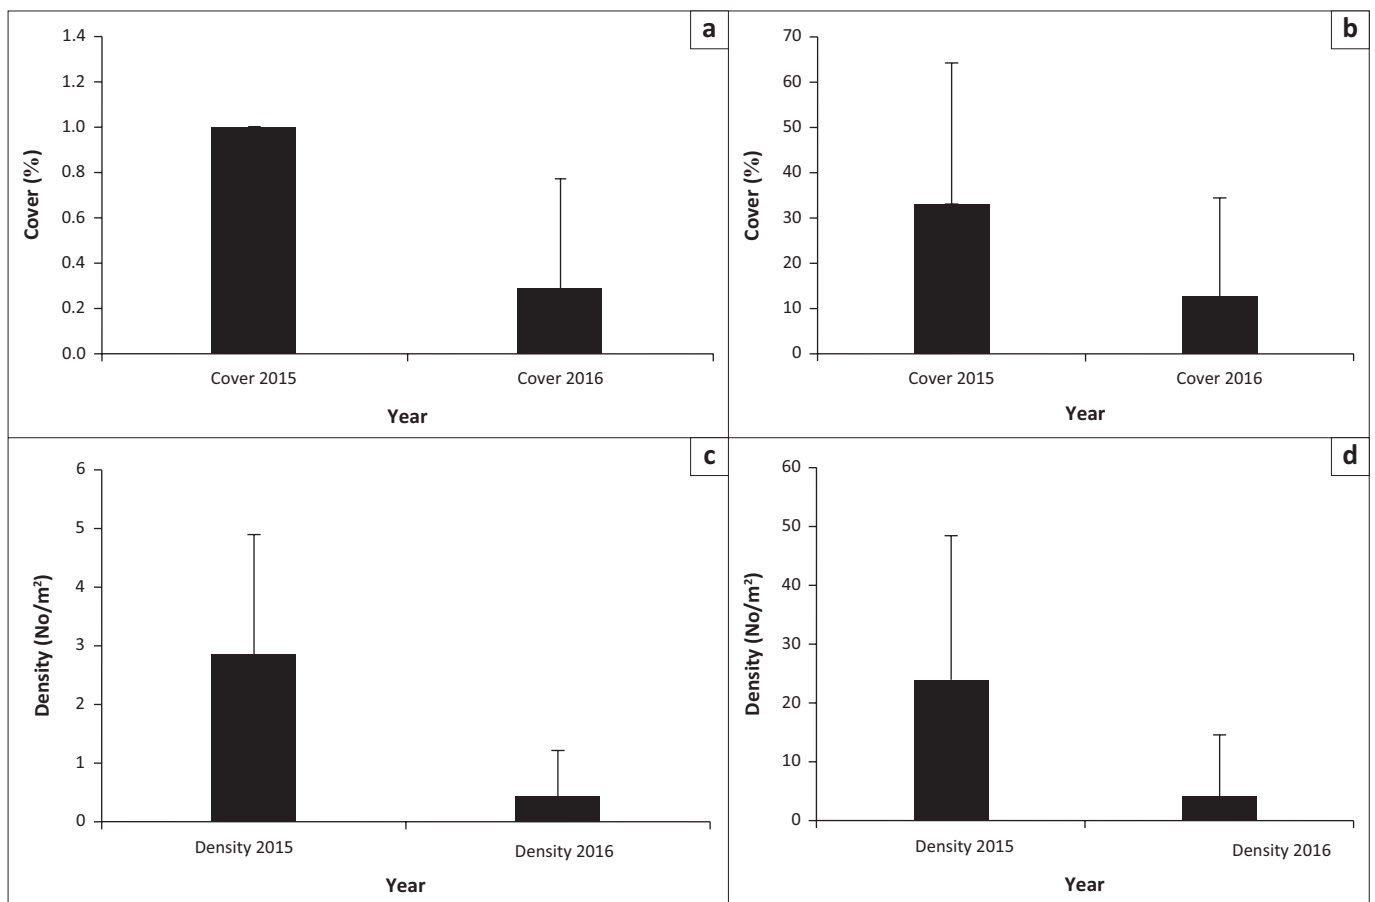 a
1.4
1.2
1.0
0.8
0.6
0.4
0.2
0.0
Cover (%)
Cover 2015
Cover 2016
Year
b
70
60
50
40
30
20
10
0
Cover (%)
Cover 2015
Cover 2016
Year
c
6
5
4
3
2
1
0
Density (No/m²)
Density 2015
Density 2016
Year
d
60
50
40
30
20
10
0
Density (No/m²)
Density 2015
Density 2016
Year